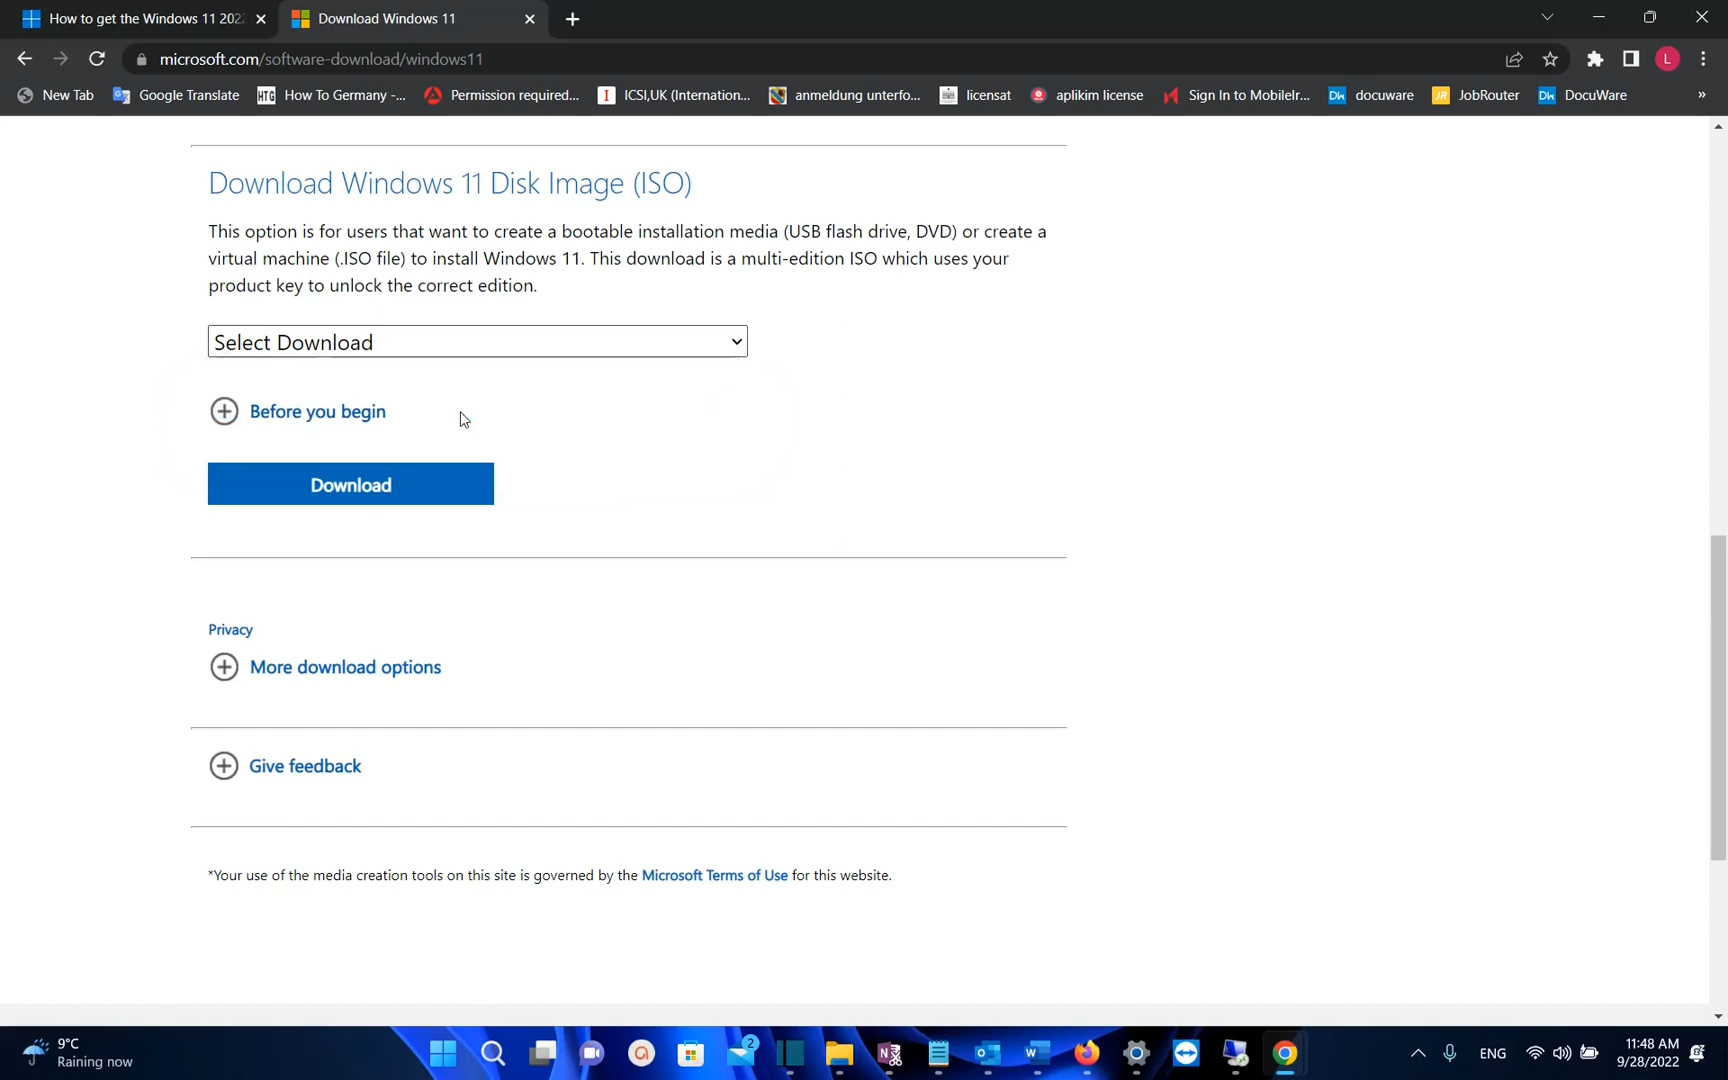 How to get the Windows 11 202
Download Windows 11
microsoft.com/software-download/windows11
L
New Tab
Google Translate
HTG How To Germany -...
Permission required...
I ICSI,UK (Internation...
anmeldung unterfo...
licensat
aplikim license
Sign In to MobileIr...
DW docuware
JR JobRouter
DW DocuWare
»
Download Windows 11 Disk Image (ISO)
This option is for users that want to create a bootable installation media (USB flash drive, DVD) or create a
virtual machine (.ISO file) to install Windows 11. This download is a multi-edition ISO which uses your
product key to unlock the correct edition.
Select Download
Before you begin
Download
Privacy
More download options
Give feedback
*Your use of the media creation tools on this site is governed by the Microsoft Terms of Use for this website.
9°C
Raining now
2
ENG
11:48 AM
9/28/2022